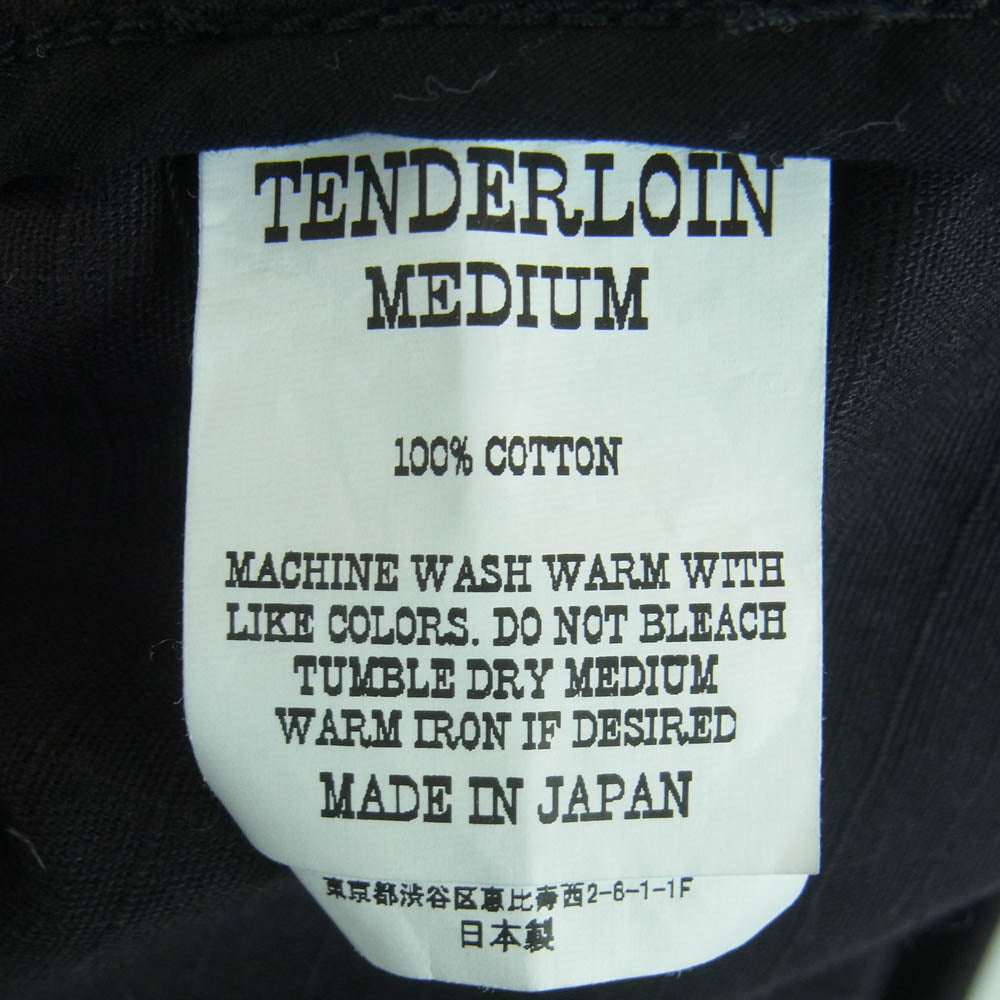 TENDERLOIN
MEDIUM
100% COTTON
MACHINE WASH WARM WITH
LIKE COLORS. DO NOT BLEACH
TUMBLE DRY MEDIUM
WARM IRON IF DESIRED
MADE IN JAPAN
東京都渋谷区恵比寿西2-6-1-1F
日本製